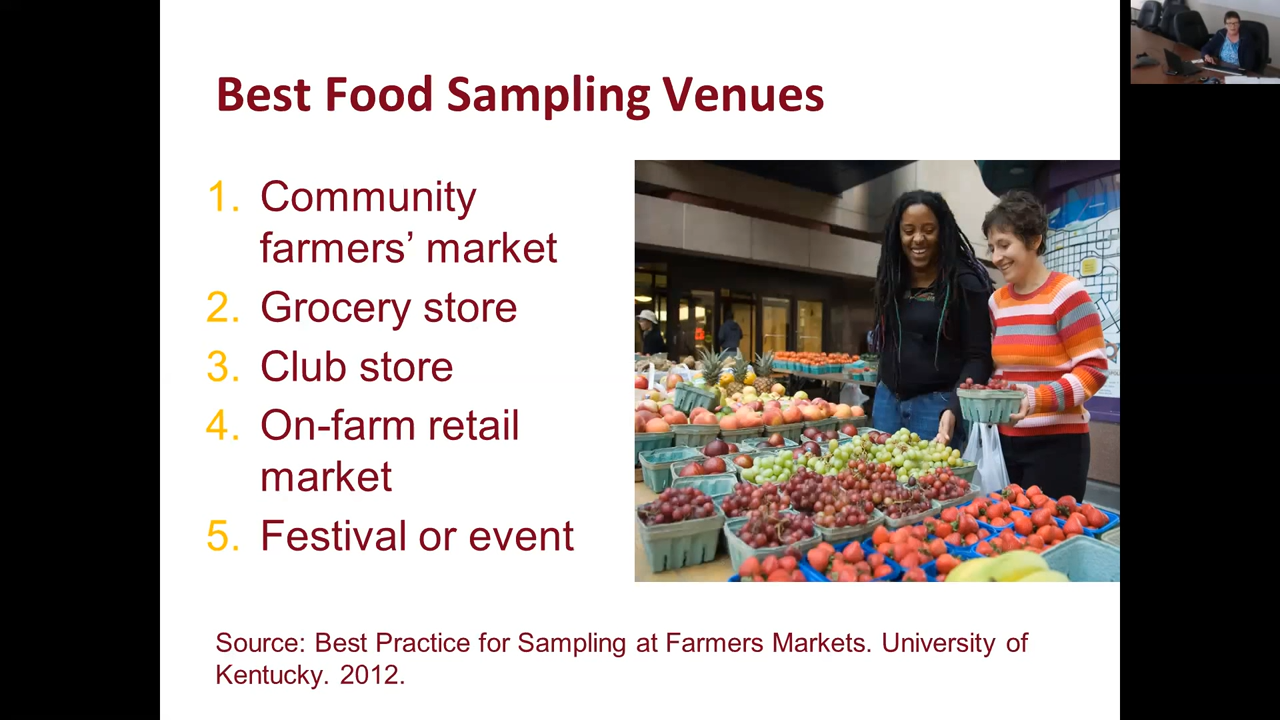 Best Food Sampling Venues
1. Community
farmers’ market
2. Grocery store
3. Club store
4. On-farm retail
market
5. Festival or event
Source: Best Practice for Sampling at Farmers Markets. University of
Kentucky. 2012.